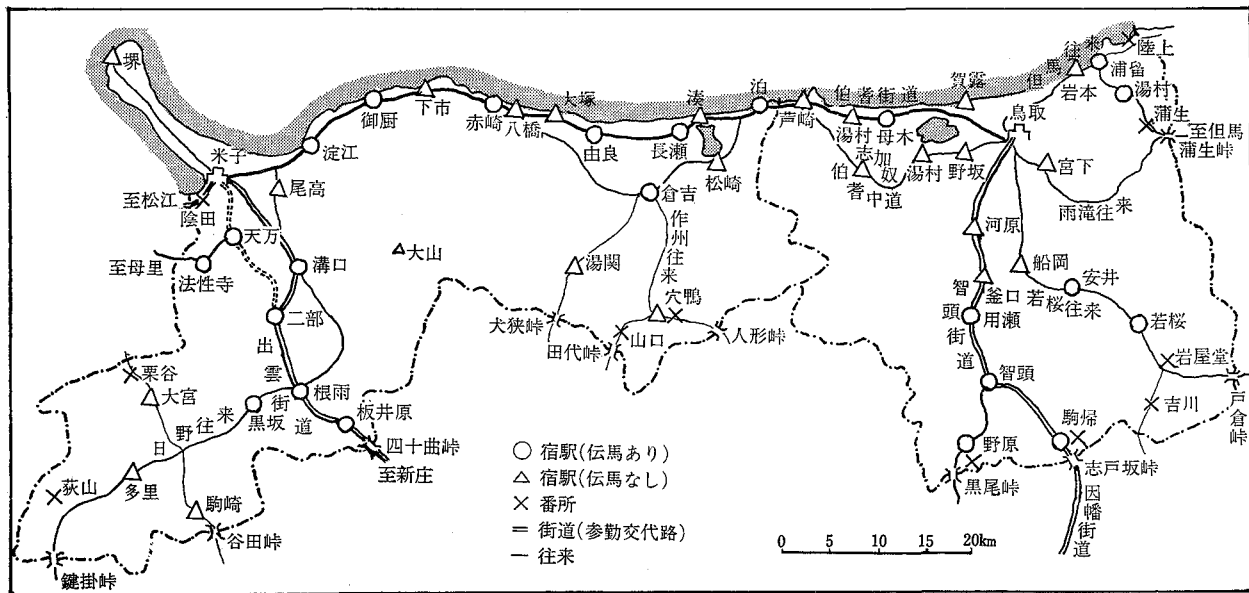 堺
米子
至松江
陰田
淀江
尾高
天万
至母里
法性寺
溝口
二部
出雲街道
根雨
板井原
四十曲峠
至新庄
栗谷
大宮
日野往来
黒坂
荻山
多里
駒崎
谷田峠
鍵掛峠
御厨
下市
赤崎
八橋
大塚
由良
長瀬
湊
松崎
倉吉
作州往来
大山
湯関
犬狭峠
穴鴨
山口
田代峠
人形峠
泊
芦崎
伯耆街道
湯村
母木
志加奴
伯耆中道
湯村
野坂
賀露
鳥取
但馬往来
岩本
浦留
陸上
湯村
蒲生
至但馬
蒲生峠
宮下
雨滝往来
河原
船岡
安井
若桜往来
釜口
用瀬
智頭街道
若桜
岩屋堂
吉川
戸倉峠
智頭
野原
黒尾峠
駒帰
志戸坂峠
因幡街道
○ 宿駅(伝馬あり)
△ 宿駅(伝馬なし)
× 番所
= 街道(参勤交代路)
― 往来
0 5 10 15 20km